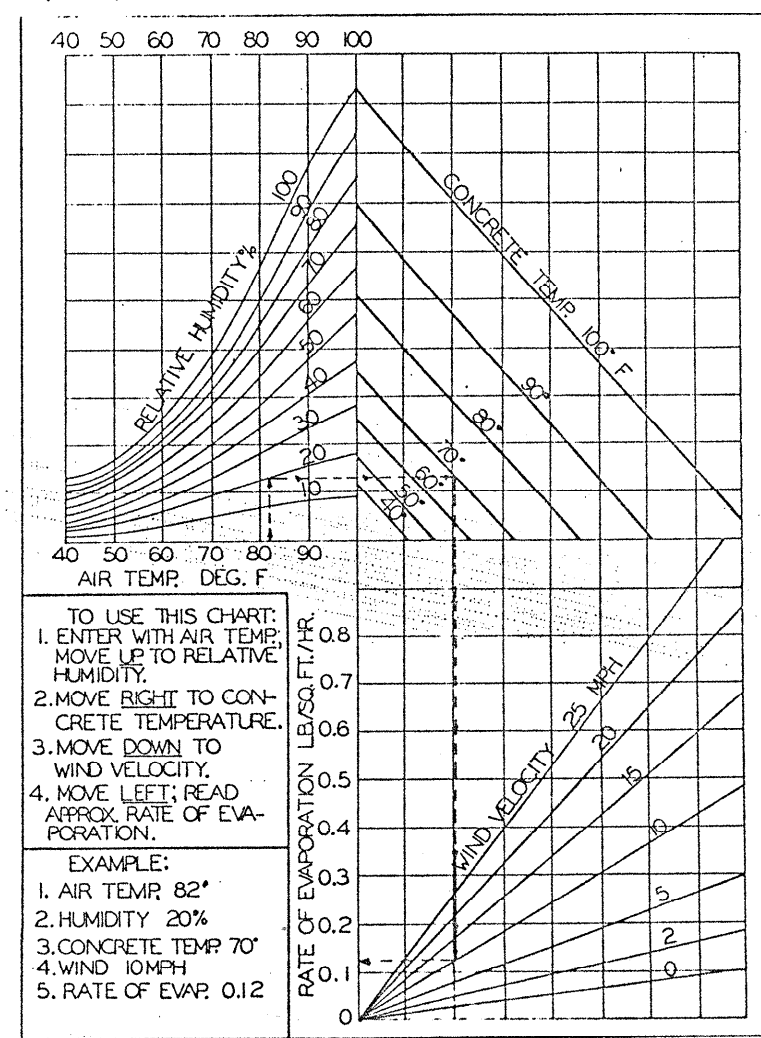 40 50 60 70 80 90 100
100
90
80
70
60
50
40
30
20
10
RELATIVE HUMIDITY %
CONCRETE TEMP. 100° F
90°
80°
70°
60°
50°
40°
40 50 60 70 80 90
AIR TEMP. DEG. F
TO USE THIS CHART:
1. ENTER WITH AIR TEMP;
MOVE UP TO RELATIVE
HUMIDITY.
2. MOVE RIGHT TO CON-
CRETE TEMPERATURE.
3. MOVE DOWN TO
WIND VELOCITY.
4. MOVE LEFT; READ
APPROX. RATE OF EVA-
PORATION.
EXAMPLE:
1. AIR TEMP. 82°
2. HUMIDITY 20%
3. CONCRETE TEMP. 70°
4. WIND 10 MPH
5. RATE OF EVAP. 0.12
RATE OF EVAPORATION LB/SQ.FT./HR.
0.8
0.7
0.6
0.5
0.4
0.3
0.2
0.1
0
WIND VELOCITY 25 MPH
20
15
10
5
2
0